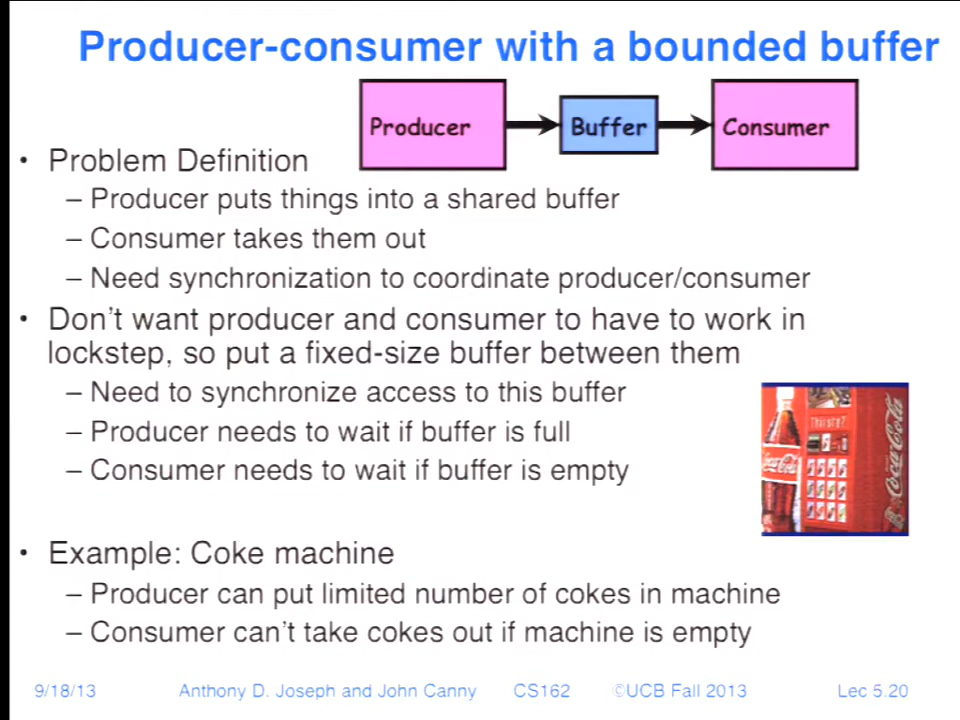 Producer-consumer with a bounded buffer
Producer
Buffer
Consumer
• Problem Definition
– Producer puts things into a shared buffer
– Consumer takes them out
– Need synchronization to coordinate producer/consumer
• Don't want producer and consumer to have to work in
lockstep, so put a fixed-size buffer between them
– Need to synchronize access to this buffer
– Producer needs to wait if buffer is full
– Consumer needs to wait if buffer is empty
Thirsty?
Coca-Cola
Coca-Cola
• Example: Coke machine
– Producer can put limited number of cokes in machine
– Consumer can't take cokes out if machine is empty
9/18/13
Anthony D. Joseph and John Canny
CS162
©UCB Fall 2013
Lec 5.20